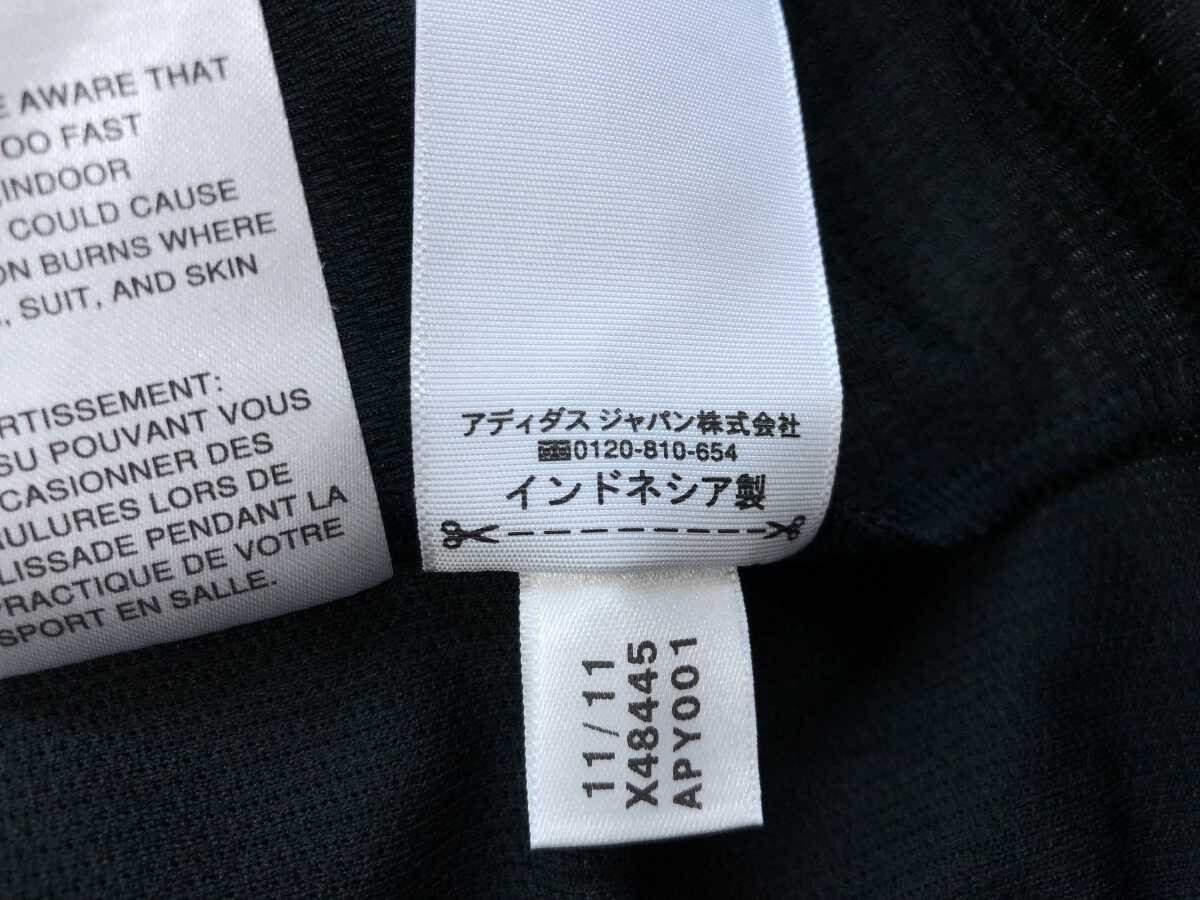 AWARE THAT
OO FAST
INDOOR
COULD CAUSE
ON BURNS WHERE
, SUIT, AND SKIN
RTISSEMENT:
SU POUVANT VOUS
CASIONNER DES
ULURES LORS DE
LISSADE PENDANT LA
PRACTIQUE DE VOTRE
SPORT EN SALLE.
アディダス ジャパン株式会社
0120-810-654
インドネシア製
11/11
X48445
APY001